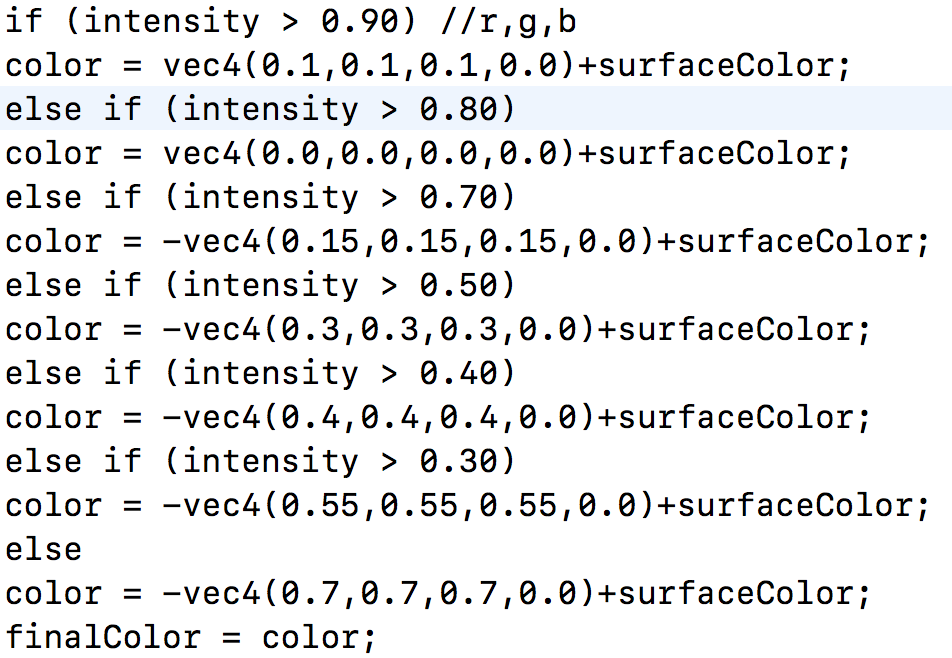 if (intensity > 0.90) //r,g,b
color = vec4(0.1,0.1,0.1,0.0)+surfaceColor;
else if (intensity > 0.80)
color = vec4(0.0,0.0,0.0,0.0)+surfaceColor;
else if (intensity > 0.70)
color = -vec4(0.15,0.15,0.15,0.0)+surfaceColor;
else if (intensity > 0.50)
color = -vec4(0.3,0.3,0.3,0.0)+surfaceColor;
else if (intensity > 0.40)
color = -vec4(0.4,0.4,0.4,0.0)+surfaceColor;
else if (intensity > 0.30)
color = -vec4(0.55,0.55,0.55,0.0)+surfaceColor;
else
color = -vec4(0.7,0.7,0.7,0.0)+surfaceColor;
finalColor = color;